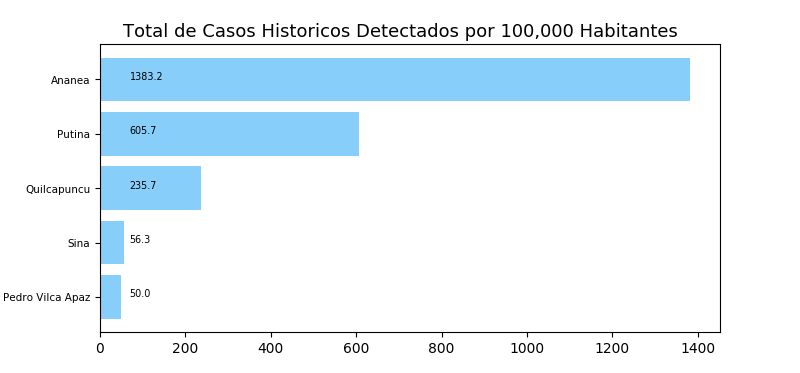 Total de Casos Historicos Detectados por 100,000 Habitantes
Ananea 1383.2
Putina 605.7
Quilcapuncu 235.7
Sina 56.3
Pedro Vilca Apaz 50.0
0 200 400 600 800 1000 1200 1400